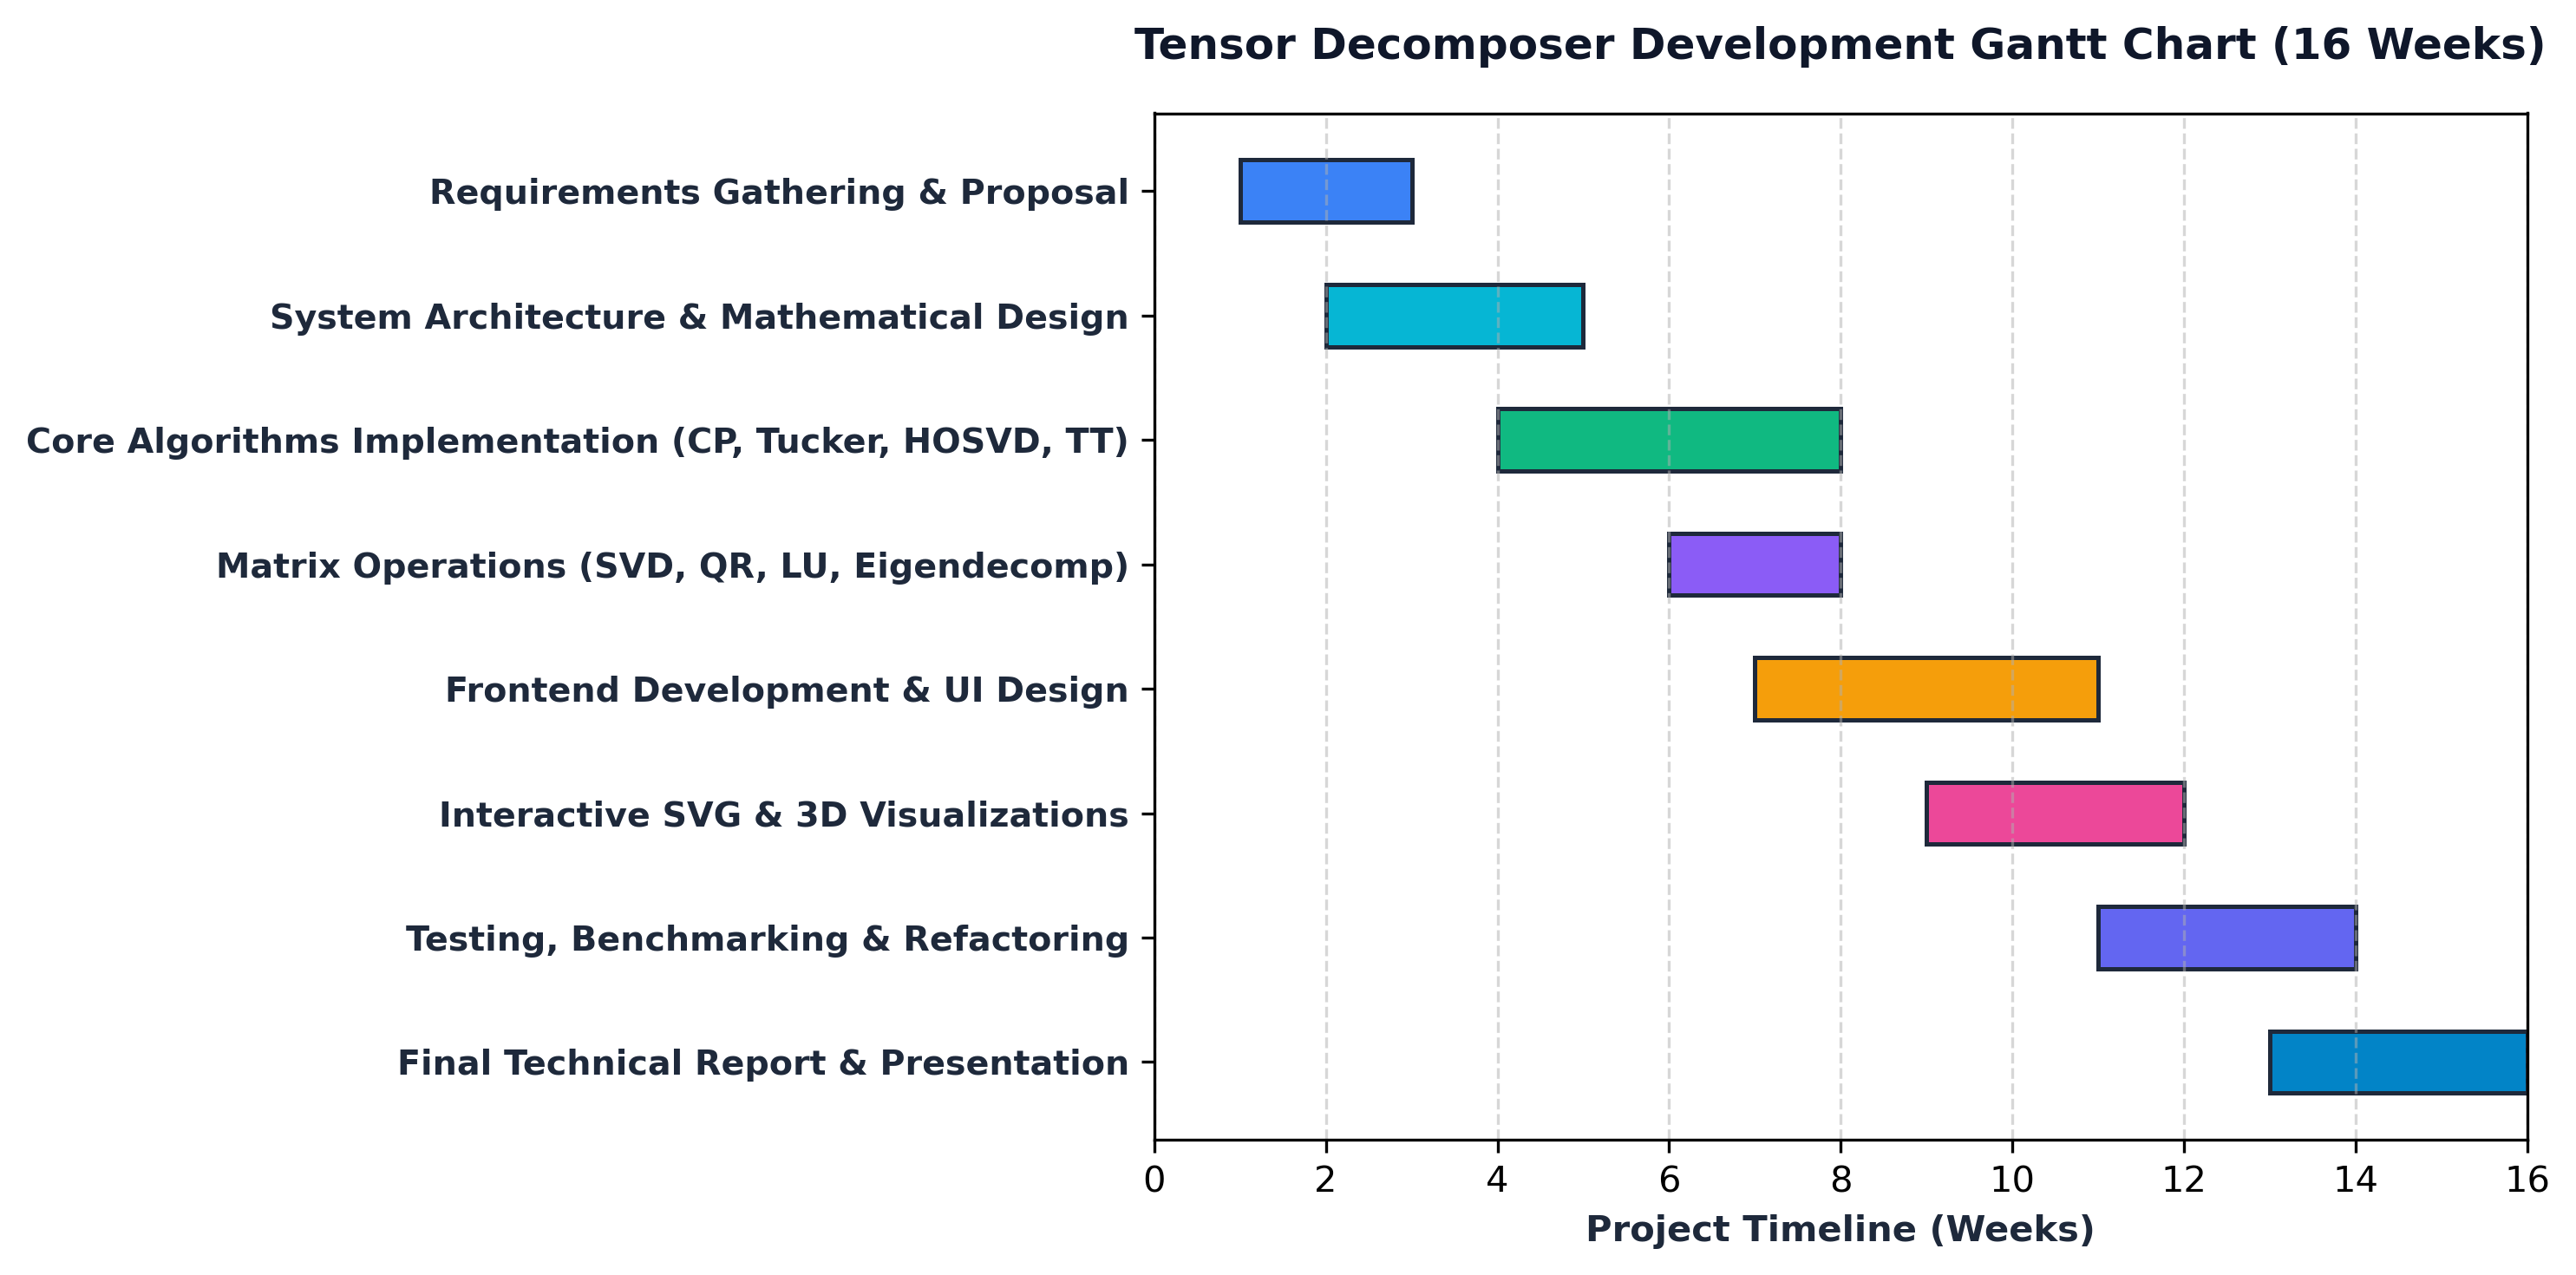 Tensor Decomposer Development Gantt Chart (16 Weeks)
Requirements Gathering & Proposal
System Architecture & Mathematical Design
Core Algorithms Implementation (CP, Tucker, HOSVD, TT)
Matrix Operations (SVD, QR, LU, Eigendecomp)
Frontend Development & UI Design
Interactive SVG & 3D Visualizations
Testing, Benchmarking & Refactoring
Final Technical Report & Presentation
0 2 4 6 8 10 12 14 16
Project Timeline (Weeks)